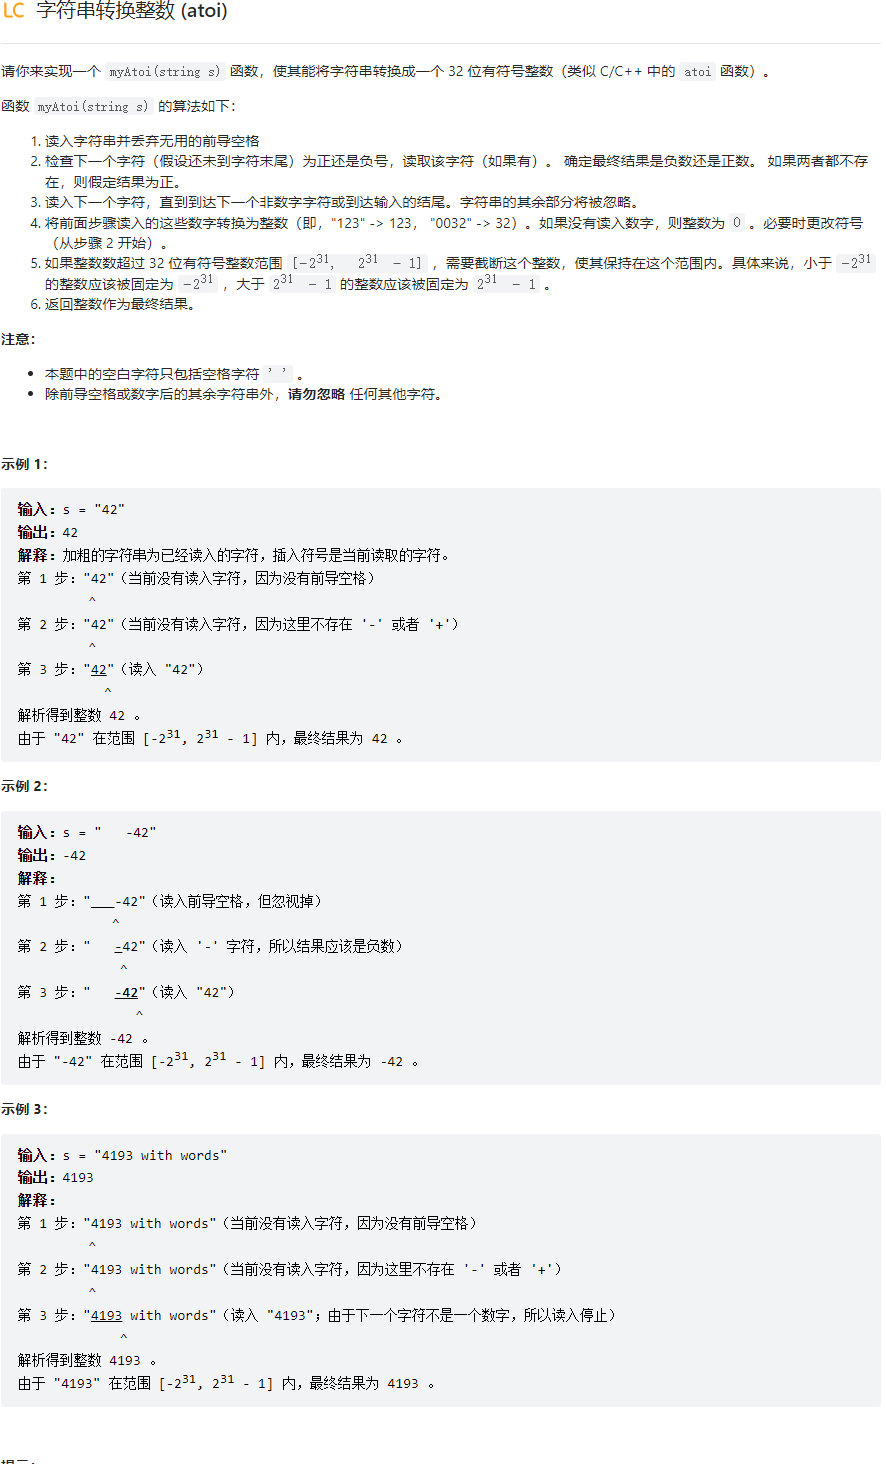 LC 字符串转换整数 (atoi)
请你来实现一个 myAtoi(string s) 函数，使其能将字符串转换成一个 32 位有符号整数（类似 C/C++ 中的 atoi 函数）。
函数 myAtoi(string s) 的算法如下：
1. 读入字符串并丢弃无用的前导空格
2. 检查下一个字符（假设还未到字符末尾）为正还是负号，读取该字符（如果有）。 确定最终结果是负数还是正数。 如果两者都不存
在，则假定结果为正。
3. 读入下一个字符，直到到达下一个非数字字符或到达输入的结尾。字符串的其余部分将被忽略。
4. 将前面步骤读入的这些数字转换为整数（即，"123" -> 123， "0032" -> 32）。如果没有读入数字，则整数为 0 。必要时更改符号
（从步骤 2 开始）。
5. 如果整数数超过 32 位有符号整数范围 [−2^31,  2^31 − 1] ，需要截断这个整数，使其保持在这个范围内。具体来说，小于 −2^31
的整数应该被固定为 −2^31 ，大于 2^31 − 1 的整数应该被固定为 2^31 − 1 。
6. 返回整数作为最终结果。
注意：
• 本题中的空白字符只包括空格字符 ' ' 。
• 除前导空格或数字后的其余字符串外，请勿忽略 任何其他字符。
示例 1：
输入：s = "42"
输出：42
解释：加粗的字符串为已经读入的字符，插入符号是当前读取的字符。
第 1 步："42"（当前没有读入字符，因为没有前导空格）
^
第 2 步："42"（当前没有读入字符，因为这里不存在 '-' 或者 '+'）
^
第 3 步："42"（读入 "42"）
^
解析得到整数 42 。
由于 "42" 在范围 [-2^31, 2^31 - 1] 内，最终结果为 42 。
示例 2：
输入：s = "   -42"
输出：-42
解释：
第 1 步："___-42"（读入前导空格，但忽视掉）
^
第 2 步："   -42"（读入 '-' 字符，所以结果应该是负数）
^
第 3 步："   -42"（读入 "42"）
^
解析得到整数 -42 。
由于 "-42" 在范围 [-2^31, 2^31 - 1] 内，最终结果为 -42 。
示例 3：
输入：s = "4193 with words"
输出：4193
解释：
第 1 步："4193 with words"（当前没有读入字符，因为没有前导空格）
^
第 2 步："4193 with words"（当前没有读入字符，因为这里不存在 '-' 或者 '+'）
^
第 3 步："4193 with words"（读入 "4193"；由于下一个字符不是一个数字，所以读入停止）
^
解析得到整数 4193 。
由于 "4193" 在范围 [-2^31, 2^31 - 1] 内，最终结果为 4193 。